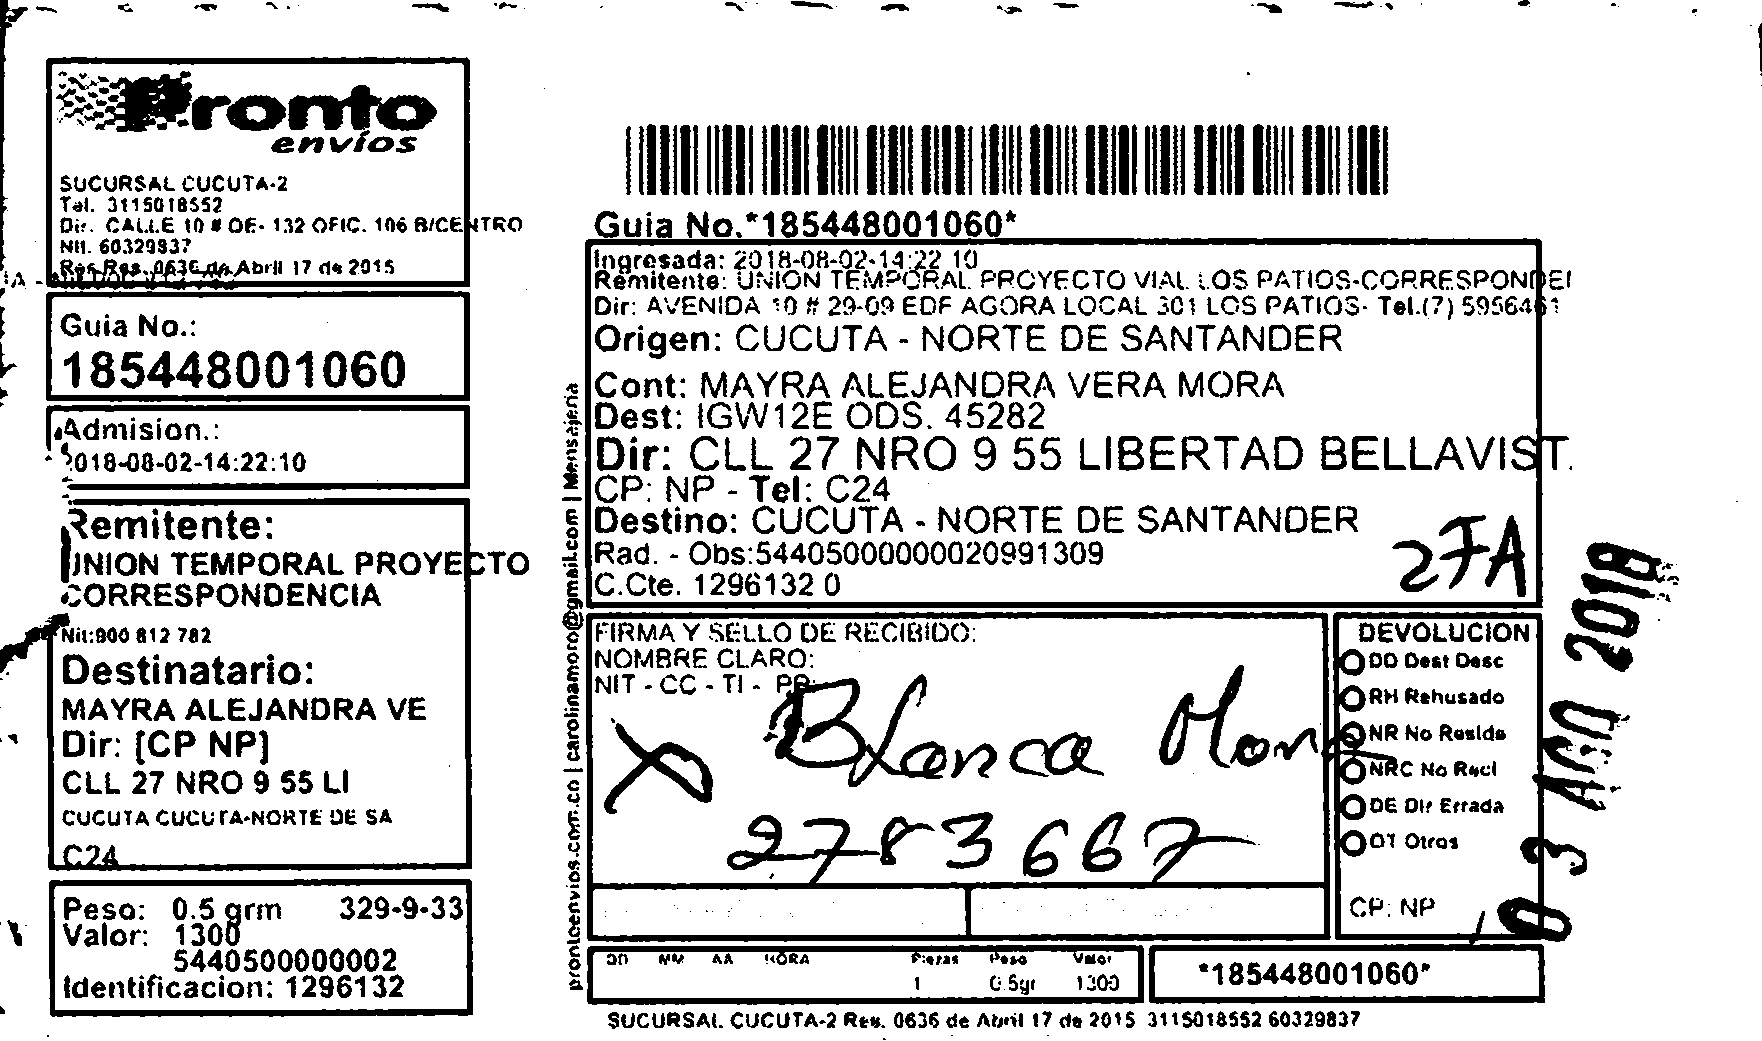 Pronto
envíos
SUCURSAL CUCUTA-2
Tel. 3115018552
Dir. CALLE 10 # OE- 132 OFIC. 106 B/CENTRO
Nit. 60329837
Res. 0636 de Abril 17 de 2015
Guia No.:
185448001060
Admision.:
2018-08-02-14:22:10
Remitente:
UNION TEMPORAL PROYECTO
CORRESPONDENCIA
Nit:900 812 782
Destinatario:
MAYRA ALEJANDRA VE
Dir: [CP NP]
CLL 27 NRO 9 55 LI
CUCUTA CUCUTA-NORTE DE SA
C24
Peso: 0.5 grm 329-9-33
Valor: 1300
5440500000002
Identificacion: 1296132
prontoenvios.com.co | carolinamoro@gmail.com | Mensajeria
Guia No.*185448001060*
Ingresada: 2018-08-02-14:22 10
Remitente: UNION TEMPORAL PROYECTO VIAL LOS PATIOS-CORRESPONDEI
Dir: AVENIDA 10 # 29-09 EDF AGORA LOCAL 301 LOS PATIOS- Tel.(7) 5956461
Origen: CUCUTA - NORTE DE SANTANDER
Cont: MAYRA ALEJANDRA VERA MORA
Dest: IGW12E ODS. 45282
Dir: CLL 27 NRO 9 55 LIBERTAD BELLAVIST.
CP: NP - Tel: C24
Destino: CUCUTA - NORTE DE SANTANDER
Rad. - Obs:54405000000020991309
C.Cte. 1296132 0
27A
FIRMA Y SELLO DE RECIBIDO:
NOMBRE CLARO:
NIT - CC - TI - PP:
X Blanca Mora
2783667
DEVOLUCION
DD Dest Desc
RH Rehusado
NR No Reside
NRC No Recl
DE Dir Errada
OT Otros
CP: NP
03 AGO 2018
DD MM AA HORA Piezas Peso Valor
1 0.5gr 1300
*185448001060*
SUCURSAL CUCUTA-2 Res. 0636 de Abril 17 de 2015 3115018552 60329837